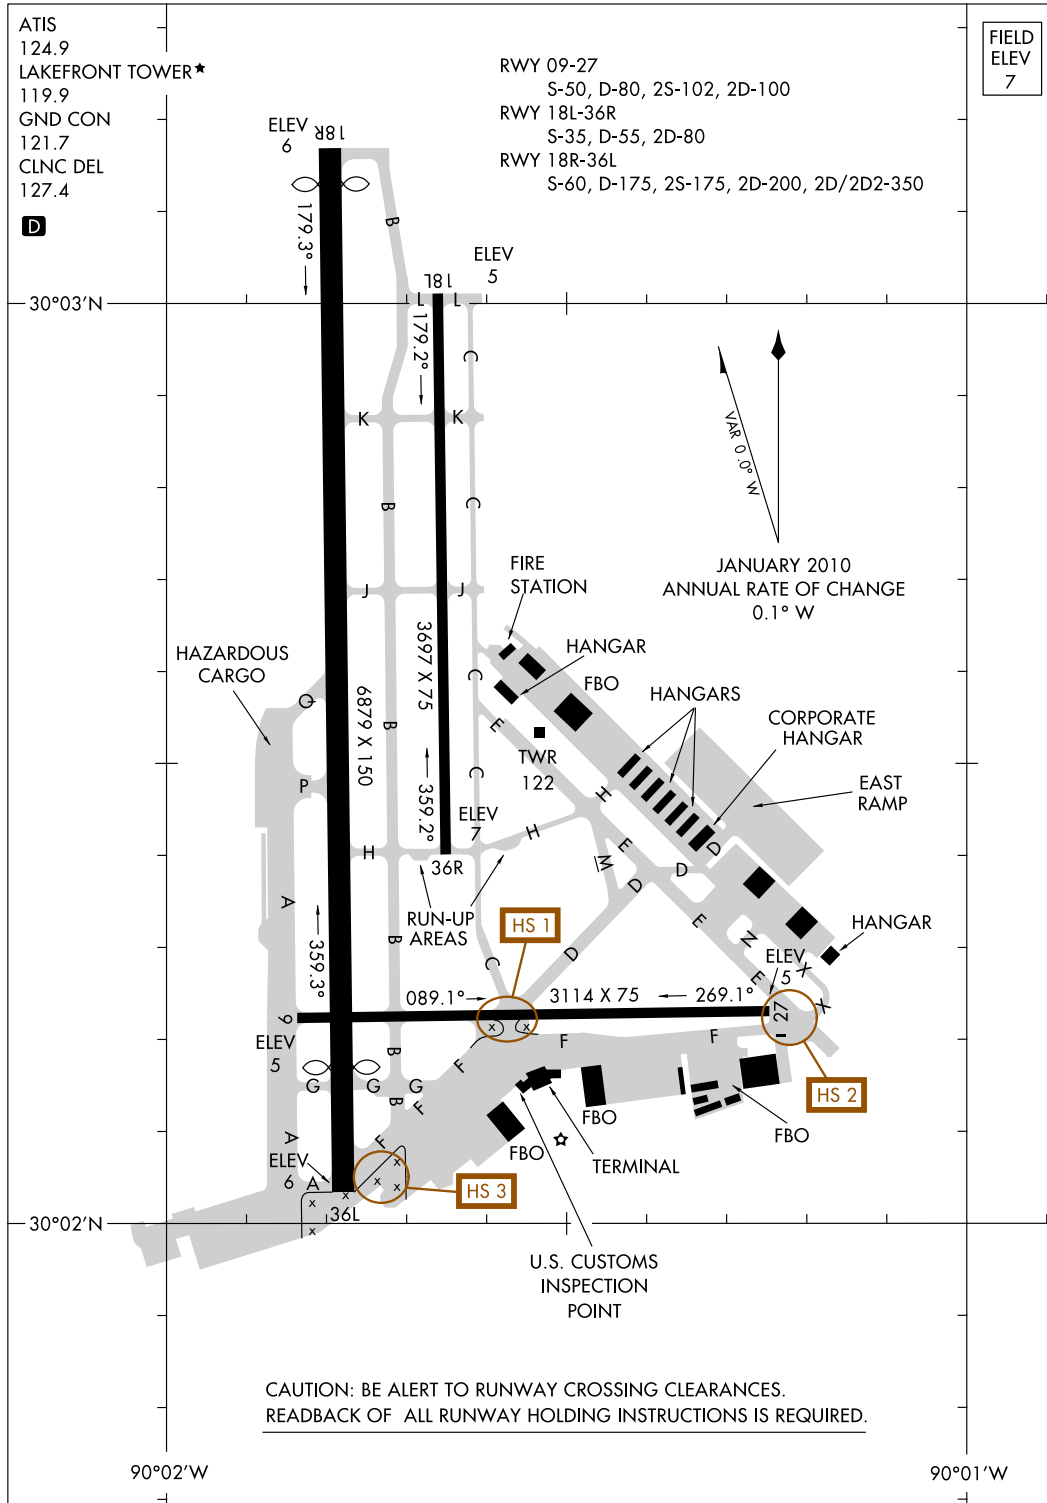 ATIS
124.9
LAKEFRONT TOWER★
119.9
GND CON
121.7
CLNC DEL
127.4
D
RWY 09-27
S-50, D-80, 2S-102, 2D-100
RWY 18L-36R
S-35, D-55, 2D-80
RWY 18R-36L
S-60, D-175, 2S-175, 2D-200, 2D/2D2-350
FIELD
ELEV
7
ELEV
6
18R
179.3°
B
ELEV
5
18L
L
L
30°03'N
179.2°
C
K
K
B
C
VAR 0.0° W
JANUARY 2010
ANNUAL RATE OF CHANGE
0.1° W
FIRE
STATION
J
J
HANGAR
HAZARDOUS
CARGO
3697 X 75
C
FBO
HANGARS
Q
6879 X 150
B
E
CORPORATE
HANGAR
TWR
122
C
P
359.2°
H
EAST
RAMP
ELEV
7
H
H
36R
E
M
D
D
D
RUN-UP
AREAS
A
HS 1
E
HANGAR
359.3°
B
C
D
N
ELEV
5
X
E
X
089.1°
3114 X 75
269.1°
9
27
ELEV
5
B
F
F
F
G
G
G
B
F
HS 2
FBO
FBO
FBO
TERMINAL
A
F
ELEV
6
A
x
x
x
x
x
x
x
x
HS 3
36L
30°02'N
U.S. CUSTOMS
INSPECTION
POINT
CAUTION: BE ALERT TO RUNWAY CROSSING CLEARANCES.
READBACK OF ALL RUNWAY HOLDING INSTRUCTIONS IS REQUIRED.
90°02'W
90°01'W